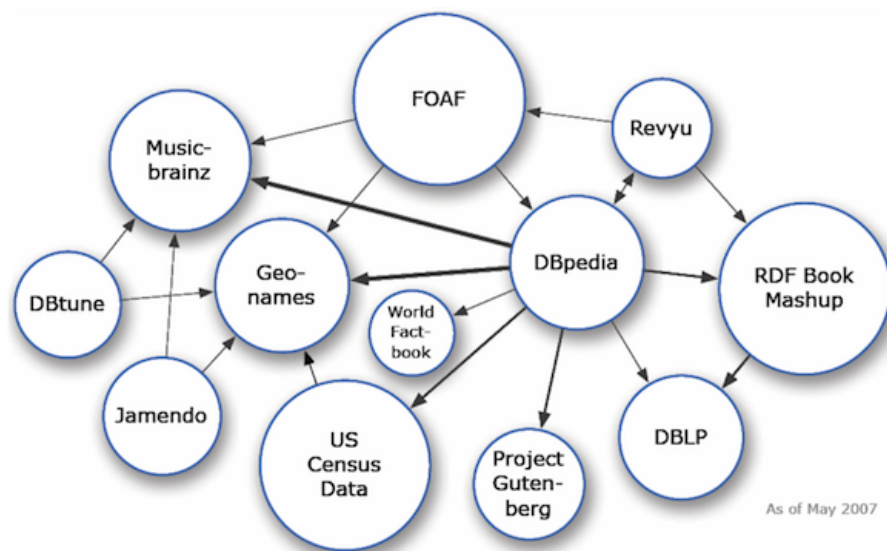 FOAF
Revyu
Music-
brainz
DBpedia
Geo-
names
RDF Book
Mashup
DBtune
World
Fact-
book
Jamendo
US
Census
Data
Project
Guten-
berg
DBLP
As of May 2007